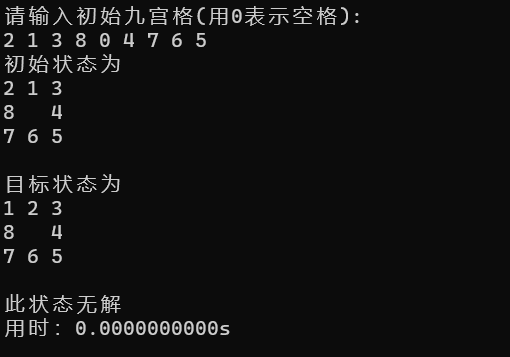 请输入初始九宫格(用0表示空格):
2 1 3 8 0 4 7 6 5
初始状态为
2 1 3
8   4
7 6 5
目标状态为
1 2 3
8   4
7 6 5
此状态无解
用时: 0.0000000000s